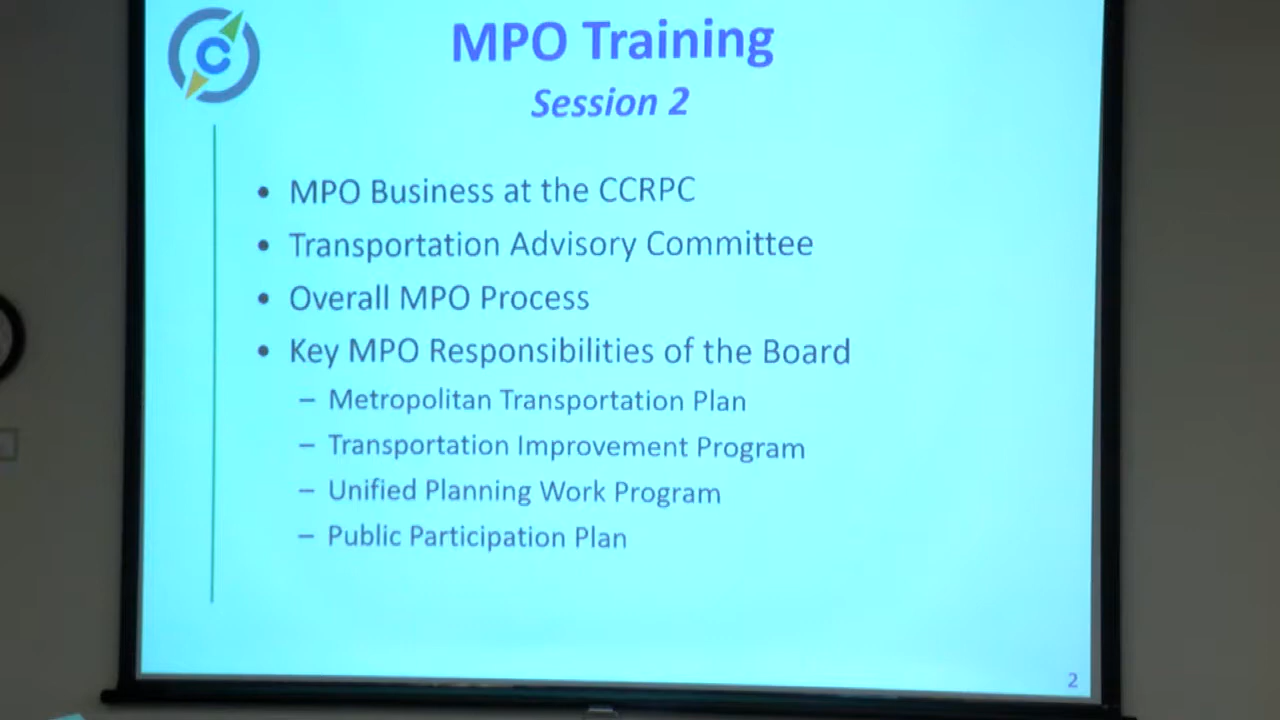 C
MPO Training
Session 2
• MPO Business at the CCRPC
• Transportation Advisory Committee
• Overall MPO Process
• Key MPO Responsibilities of the Board
– Metropolitan Transportation Plan
– Transportation Improvement Program
– Unified Planning Work Program
– Public Participation Plan
2